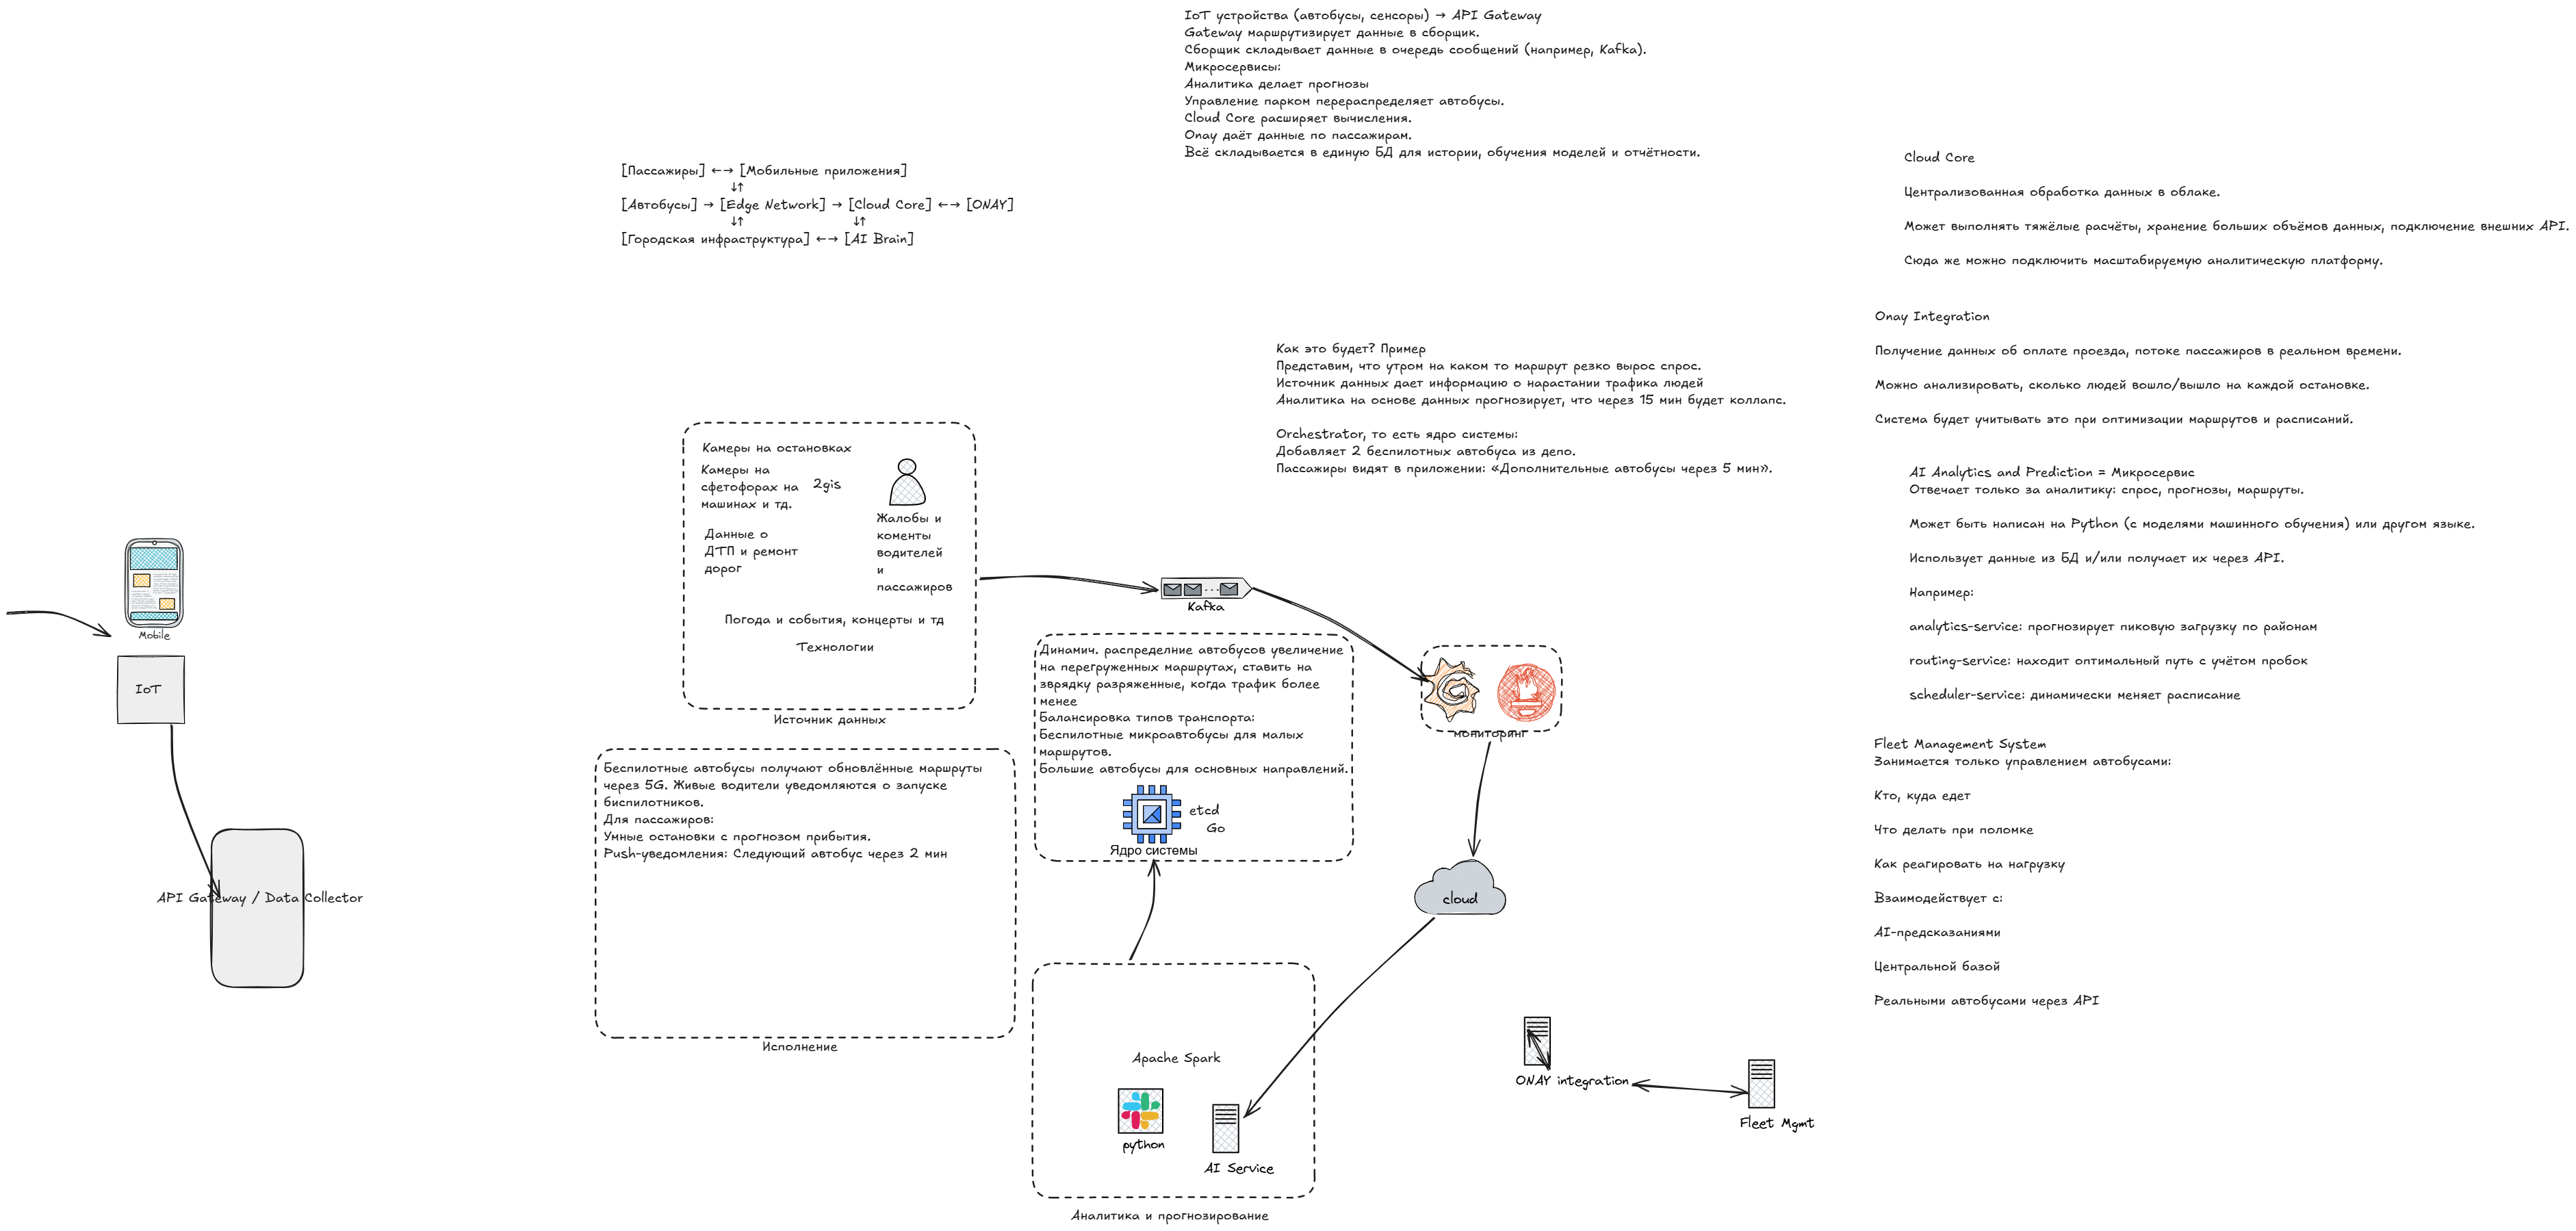 IoT устройства (автобусы, сенсоры) → API Gateway
Gateway маршрутизирует данные в сборщик.
Сборщик складывает данные в очередь сообщений (например, Kafka).
Микросервисы:
Аналитика делает прогнозы
Управление парком перераспределяет автобусы.
Cloud Core расширяет вычисления.
Onay даёт данные по пассажирам.
Всё складывается в единую БД для истории, обучения моделей и отчётности.
[Пассажиры] ←→ [Мобильные приложения]
↓↑
[Автобусы] → [Edge Network] → [Cloud Core] ←→ [ONAY]
↓↑ ↓↑
[Городская инфраструктура] ←→ [AI Brain]
Cloud Core
Централизованная обработка данных в облаке.
Может выполнять тяжёлые расчёты, хранение больших объёмов данных, подключение внешних API.
Сюда же можно подключить масштабируемую аналитическую платформу.
Onay Integration
Получение данных об оплате проезда, потоке пассажиров в реальном времени.
Можно анализировать, сколько людей вошло/вышло на каждой остановке.
Система будет учитывать это при оптимизации маршрутов и расписаний.
Как это будет? Пример
Представим, что утром на каком то маршрут резко вырос спрос.
Источник данных дает информацию о нарастании трафика людей
Аналитика на основе данных прогнозирует, что через 15 мин будет коллапс.
Orchestrator, то есть ядро системы:
Добавляет 2 беспилотных автобуса из депо.
Пассажиры видят в приложении: «Дополнительные автобусы через 5 мин».
AI Analytics and Prediction = Микросервис
Отвечает только за аналитику: спрос, прогнозы, маршруты.
Может быть написан на Python (с моделями машинного обучения) или другом языке.
Использует данные из БД и/или получает их через API.
Например:
analytics-service: прогнозирует пиковую загрузку по районам
routing-service: находит оптимальный путь с учётом пробок
scheduler-service: динамически меняет расписание
Fleet Management System
Занимается только управлением автобусами:
Кто, куда едет
Что делать при поломке
Как реагировать на нагрузку
Взаимодействует с:
AI-предсказаниями
Центральной базой
Реальными автобусами через API
Камеры на остановках
Камеры на
сфетофорах на
машинах и тд.
2gis
Данные о
ДТП и ремонт
дорог
Жалобы и
коменты
водителей
и
пассажиров
Погода и события, концерты и тд
Технологии
Источник данных
Mobile
IoT
API Gateway / Data Collector
Kafka
Динамич. распределние автобусов увеличение
на перегруженных маршрутах, ставить на
зврядку разряженные, когда трафик более
менее
Балансировка типов транспорта:
Беспилотные микроавтобусы для малых
маршрутов.
Большие автобусы для основных направлений.
etcd
Go
Ядро системы
мониторинг
cloud
Беспилотные автобусы получают обновлённые маршруты
через 5G. Живые водители уведомляются о запуске
биспилотников.
Для пассажиров:
Умные остановки с прогнозом прибытия.
Push-уведомления: Следующий автобус через 2 мин
Исполнение
Apache Spark
python
AI Service
Аналитика и прогнозирование
ONAY integration
Fleet Mgmt